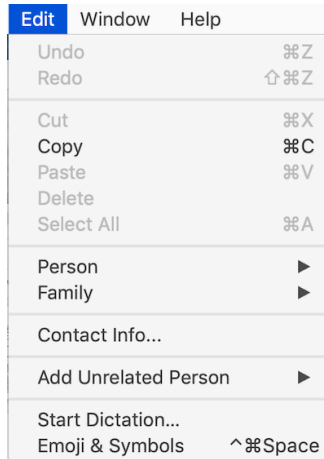 Edit Window Help
Undo ⌘Z
Redo ⇧⌘Z
Cut ⌘X
Copy ⌘C
Paste ⌘V
Delete
Select All ⌘A
Person ▶
Family ▶
Contact Info...
Add Unrelated Person ▶
Start Dictation...
Emoji & Symbols ^⌘Space